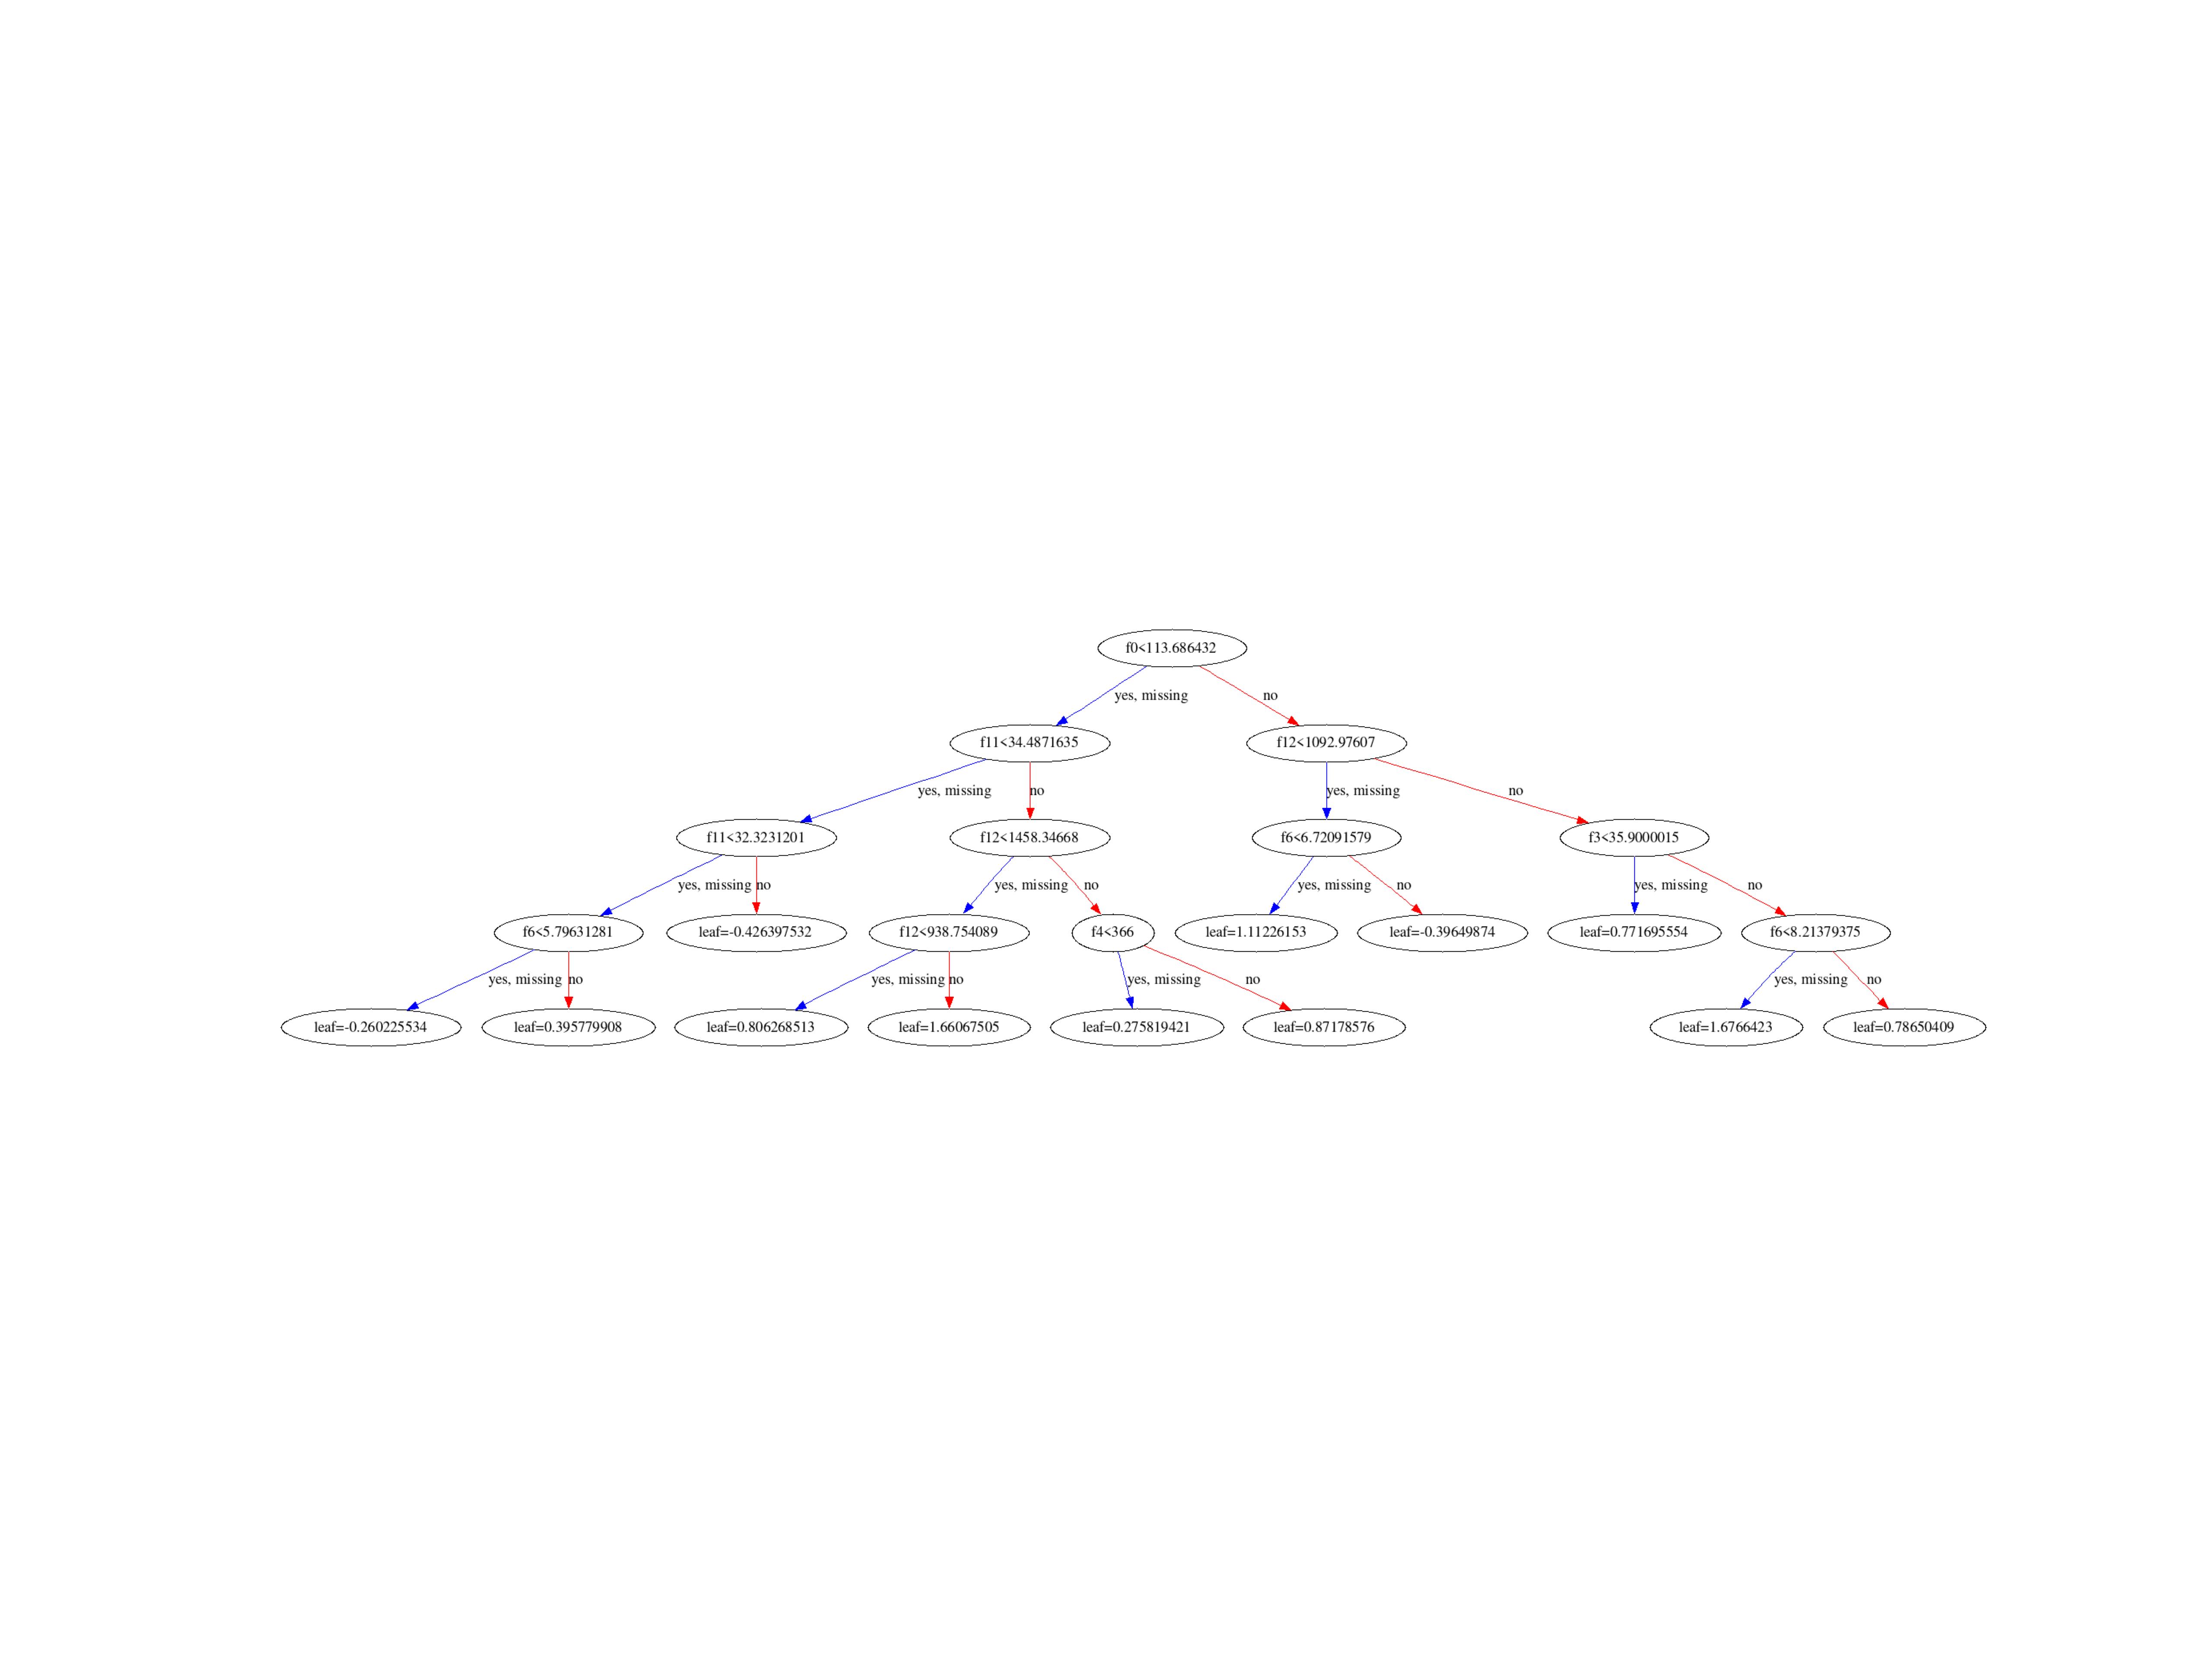 f0<113.686432
yes, missing
no
f11<34.4871635
f12<1092.97607
yes, missing
no
yes, missing
no
f11<32.3231201
f12<1458.34668
f6<6.72091579
f3<35.9000015
yes, missing
no
yes, missing
no
yes, missing
no
yes, missing
no
f6<5.79631281
leaf=-0.426397532
f12<938.754089
f4<366
leaf=1.11226153
leaf=-0.39649874
leaf=0.771695554
f6<8.21379375
yes, missing
no
yes, missing
no
yes, missing
no
yes, missing
no
leaf=-0.260225534
leaf=0.395779908
leaf=0.806268513
leaf=1.66067505
leaf=0.275819421
leaf=0.87178576
leaf=1.6766423
leaf=0.78650409